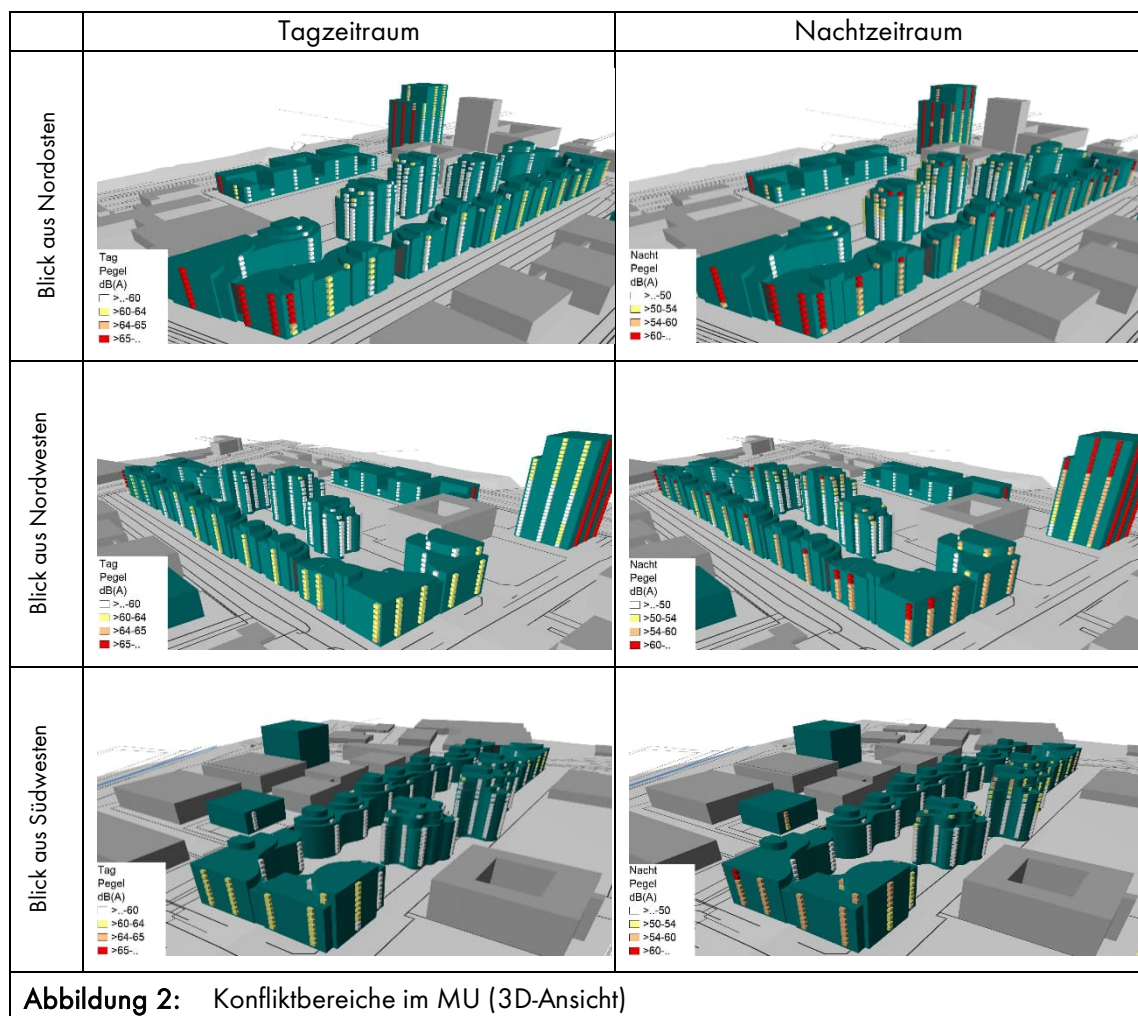 Tagzeitraum
Nachtzeitraum
Blick aus Nordosten
Tag
Pegel
dB(A)
>..-60
>60-64
>64-65
>65-..
Nacht
Pegel
dB(A)
>..-50
>50-54
>54-60
>60-..
Blick aus Nordwesten
Tag
Pegel
dB(A)
>..-60
>60-64
>64-65
>65-..
Nacht
Pegel
dB(A)
>..-50
>50-54
>54-60
>60-..
Blick aus Südwesten
Tag
Pegel
dB(A)
>..-60
>60-64
>64-65
>65-..
Nacht
Pegel
dB(A)
>..-50
>50-54
>54-60
>60-..
Abbildung 2: Konfliktbereiche im MU (3D-Ansicht)